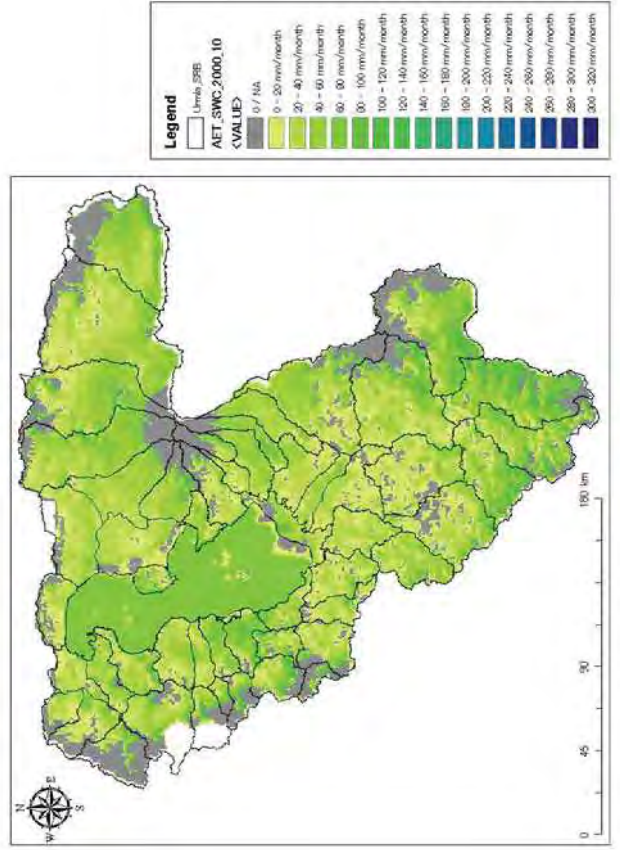 N
W E
S
0 45 90 180 km
Legend
Urmia_SRB
AET_SWC_2000_10
<VALUE>
0 / NA
0 - 20 mm/month
20 - 40 mm/month
40 - 60 mm/month
60 - 80 mm/month
80 - 100 mm/month
100 - 120 mm/month
120 - 140 mm/month
140 - 160 mm/month
160 - 180 mm/month
180 - 200 mm/month
200 - 220 mm/month
220 - 240 mm/month
240 - 260 mm/month
260 - 280 mm/month
280 - 300 mm/month
300 - 320 mm/month